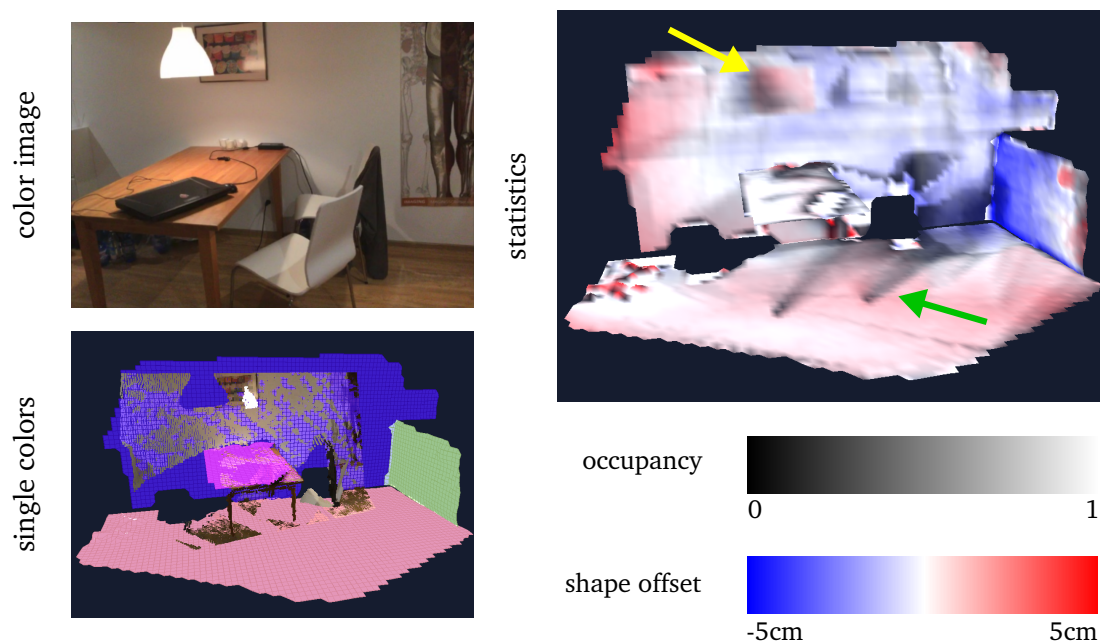 color image
single colors
statistics
occupancy
0 1
shape offset
-5cm 5cm